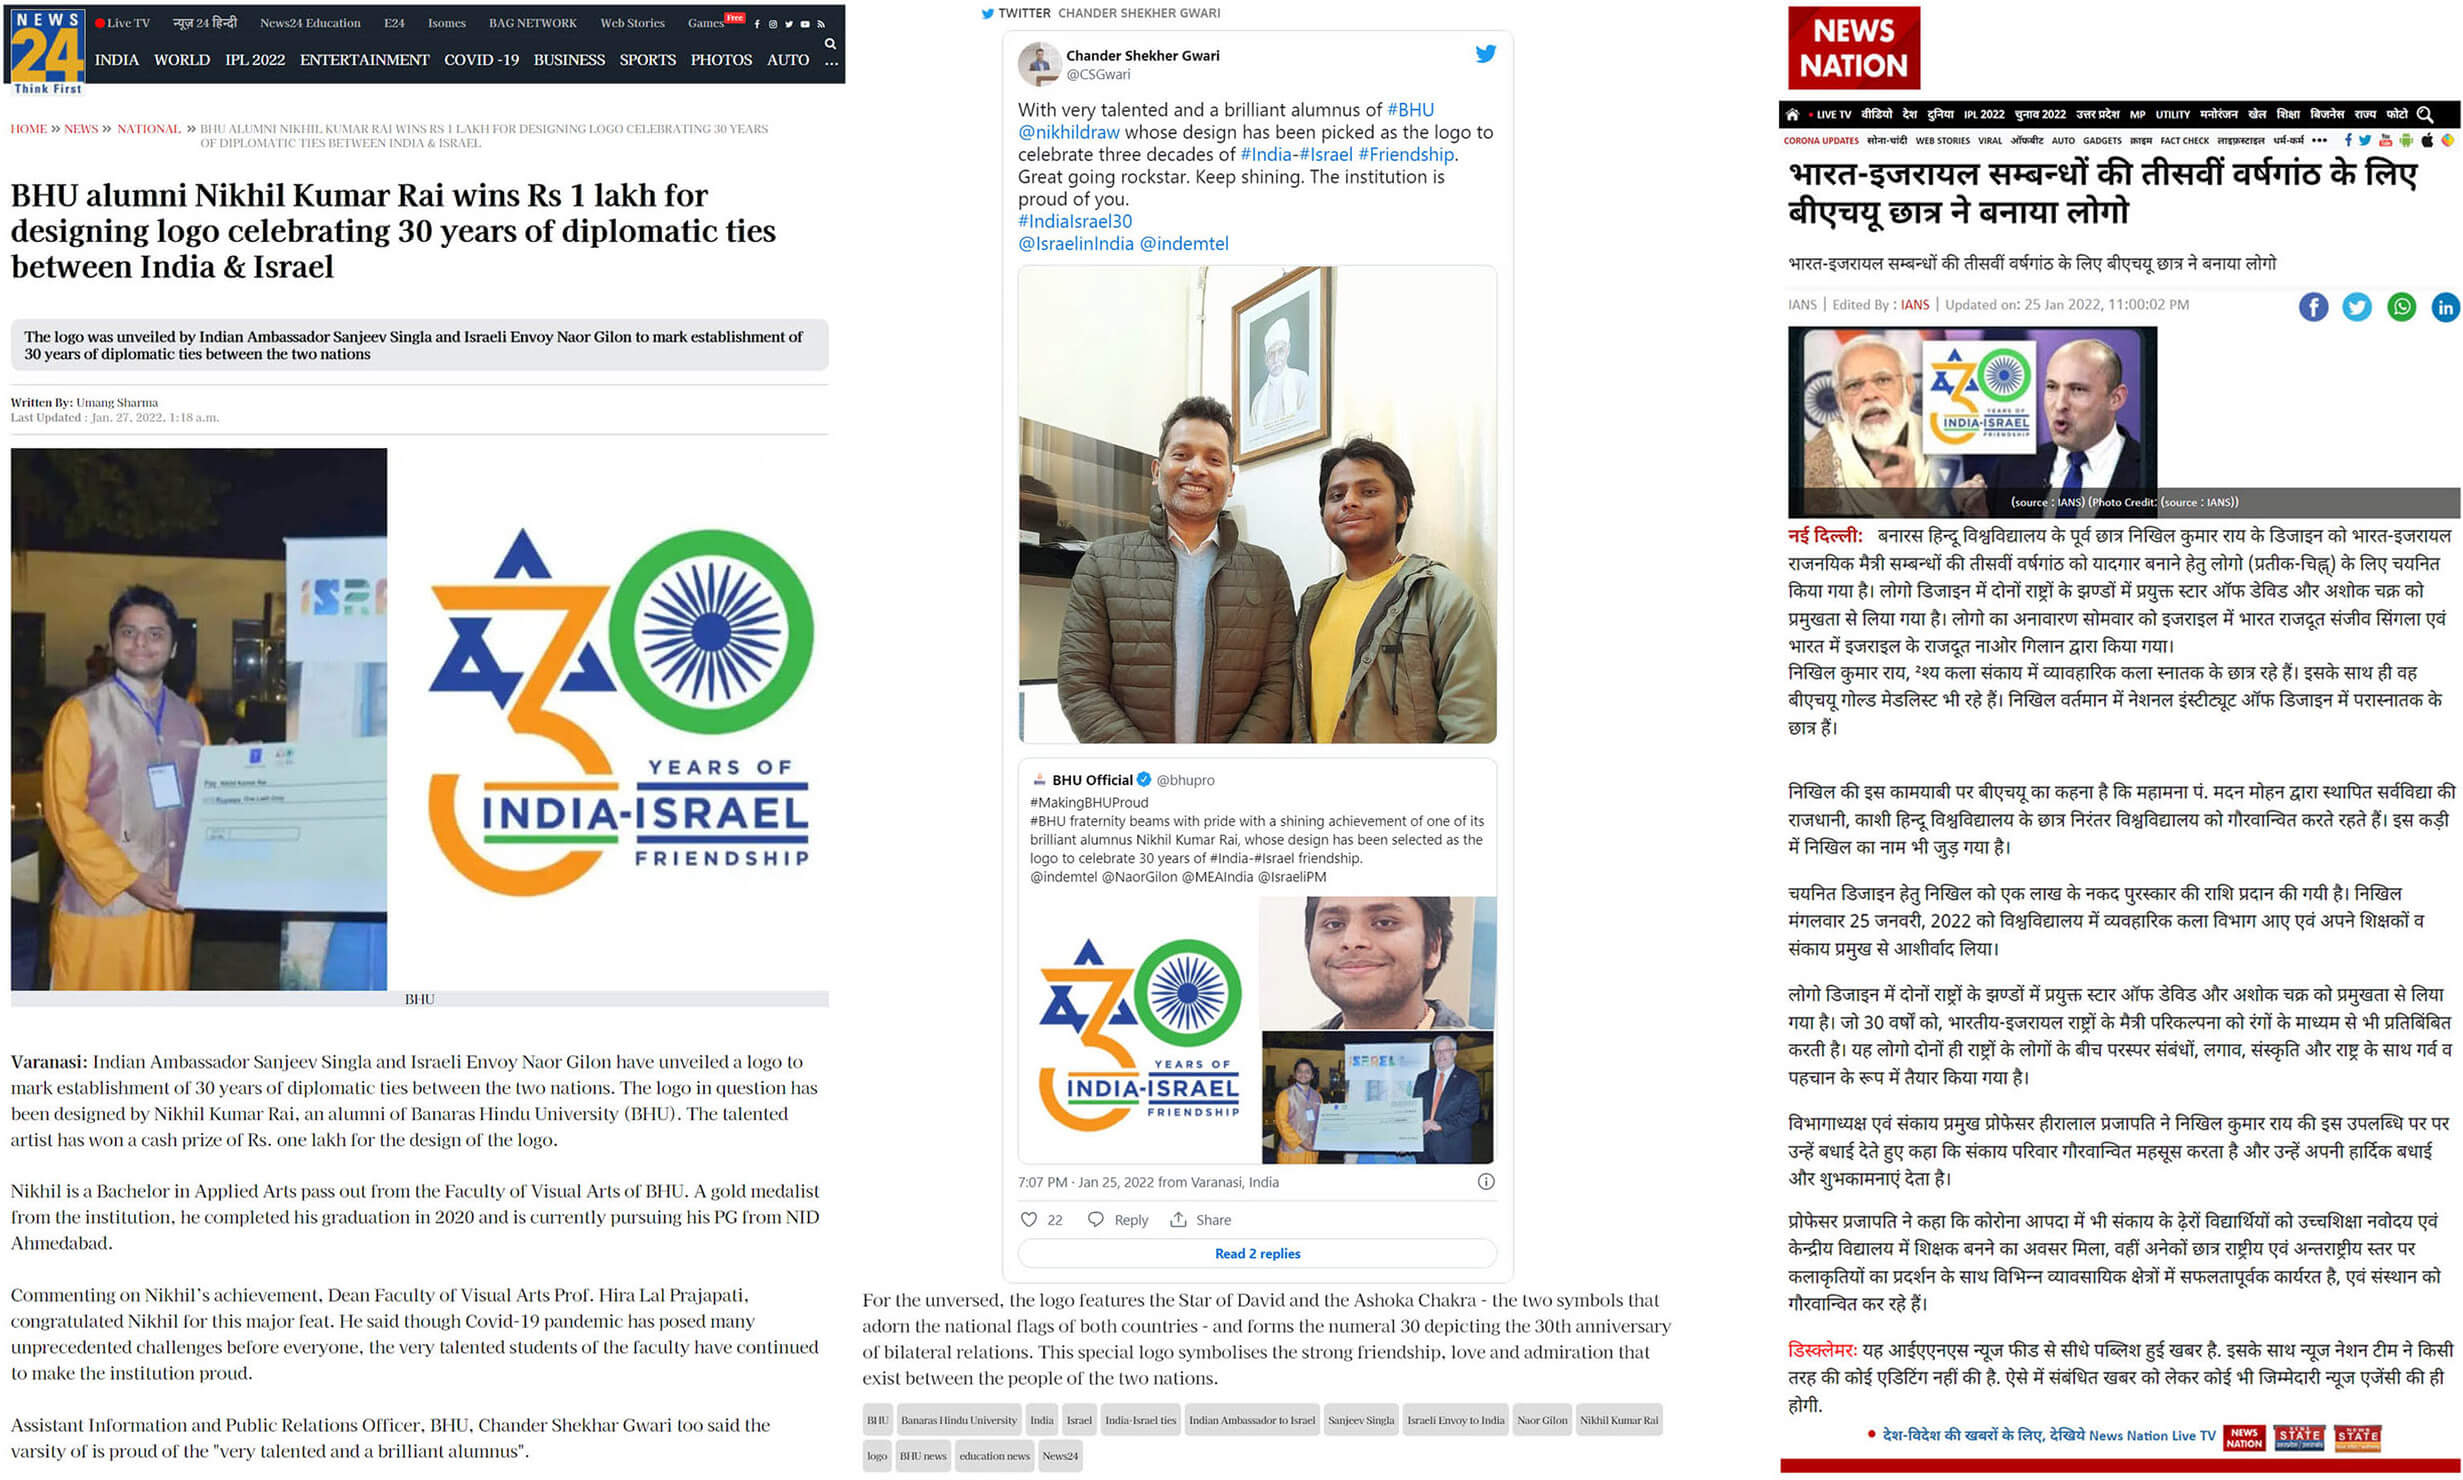 NEWS
24
Think First
Live TV न्यूज़ 24 हिन्दी News24 Education E24 Isomes BAG NETWORK Web Stories Games Free
INDIA WORLD IPL 2022 ENTERTAINMENT COVID -19 BUSINESS SPORTS PHOTOS AUTO ...
HOME » NEWS » NATIONAL » BHU ALUMNI NIKHIL KUMAR RAI WINS RS 1 LAKH FOR DESIGNING LOGO CELEBRATING 30 YEARS
OF DIPLOMATIC TIES BETWEEN INDIA & ISRAEL
BHU alumni Nikhil Kumar Rai wins Rs 1 lakh for
designing logo celebrating 30 years of diplomatic ties
between India & Israel
The logo was unveiled by Indian Ambassador Sanjeev Singla and Israeli Envoy Naor Gilon to mark establishment of
30 years of diplomatic ties between the two nations
Written By: Umang Sharma
Last Updated : Jan. 27, 2022, 1:18 a.m.
ISRA
Pay Nikhil Kumar Rai
Rupees One Lakh Only
30
YEARS OF
INDIA-ISRAEL
FRIENDSHIP
BHU
Varanasi: Indian Ambassador Sanjeev Singla and Israeli Envoy Naor Gilon have unveiled a logo to
mark establishment of 30 years of diplomatic ties between the two nations. The logo in question has
been designed by Nikhil Kumar Rai, an alumni of Banaras Hindu University (BHU). The talented
artist has won a cash prize of Rs. one lakh for the design of the logo.
Nikhil is a Bachelor in Applied Arts pass out from the Faculty of Visual Arts of BHU. A gold medalist
from the institution, he completed his graduation in 2020 and is currently pursuing his PG from NID
Ahmedabad.
Commenting on Nikhil's achievement, Dean Faculty of Visual Arts Prof. Hira Lal Prajapati,
congratulated Nikhil for this major feat. He said though Covid-19 pandemic has posed many
unprecedented challenges before everyone, the very talented students of the faculty have continued
to make the institution proud.
Assistant Information and Public Relations Officer, BHU, Chander Shekhar Gwari too said the
varsity of is proud of the "very talented and a brilliant alumnus".
TWITTER CHANDER SHEKHER GWARI
Chander Shekher Gwari
@CSGwari
With very talented and a brilliant alumnus of #BHU
@nikhildraw whose design has been picked as the logo to
celebrate three decades of #India-#Israel #Friendship.
Great going rockstar. Keep shining. The institution is
proud of you.
#IndiaIsrael30
@IsraelinIndia @indemtel
BHU Official @bhupro
#MakingBHUProud
#BHU fraternity beams with pride with a shining achievement of one of its
brilliant alumnus Nikhil Kumar Rai, whose design has been selected as the
logo to celebrate 30 years of #India-#Israel friendship.
@indemtel @NaorGilon @MEAIndia @IsraeliPM
30
YEARS OF
INDIA-ISRAEL
FRIENDSHIP
ISRAEL
7:07 PM · Jan 25, 2022 from Varanasi, India
22 Reply Share
Read 2 replies
For the unversed, the logo features the Star of David and the Ashoka Chakra - the two symbols that
adorn the national flags of both countries - and forms the numeral 30 depicting the 30th anniversary
of bilateral relations. This special logo symbolises the strong friendship, love and admiration that
exist between the people of the two nations.
BHU Banaras Hindu University India Israel India-Israel ties Indian Ambassador to Israel Sanjeev Singla Israeli Envoy to India Naor Gilon Nikhil Kumar Rai
logo BHU news education news News24
NEWS
NATION
LIVE TV वीडियो देश दुनिया IPL 2022 चुनाव 2022 उत्तर प्रदेश MP UTILITY मनोरंजन खेल शिक्षा बिजनेस राज्य फोटो
CORONA UPDATES सोना-चांदी WEB STORIES VIRAL ऑफबीट AUTO GADGETS क्राइम FACT CHECK लाइफ़स्टाइल धर्म-कर्म •••
भारत-इजरायल सम्बन्धों की तीसवीं वर्षगांठ के लिए
बीएचयू छात्र ने बनाया लोगो
भारत-इजरायल सम्बन्धों की तीसवीं वर्षगांठ के लिए बीएचयू छात्र ने बनाया लोगो
IANS | Edited By : IANS | Updated on: 25 Jan 2022, 11:00:02 PM
30
YEARS OF
INDIA-ISRAEL
FRIENDSHIP
(source : IANS) (Photo Credit: (source : IANS))
नई दिल्ली: बनारस हिन्दू विश्वविद्यालय के पूर्व छात्र निखिल कुमार राय के डिजाइन को भारत-इजरायल
राजनयिक मैत्री सम्बन्धों की तीसवीं वर्षगांठ को यादगार बनाने हेतु लोगो (प्रतीक-चिह्न) के लिए चयनित
किया गया है। लोगो डिजाइन में दोनों राष्ट्रों के झण्डों में प्रयुक्त स्टार ऑफ डेविड और अशोक चक्र को
प्रमुखता से लिया गया है। लोगो का अनावारण सोमवार को इजराइल में भारत राजदूत संजीव सिंगला एवं
भारत में इजराइल के राजदूत नाओर गिलान द्वारा किया गया।
निखिल कुमार राय, ²श्य कला संकाय में व्यावहारिक कला स्नातक के छात्र रहे हैं। इसके साथ ही वह
बीएचयू गोल्ड मेडलिस्ट भी रहे हैं। निखिल वर्तमान में नेशनल इंस्टीट्यूट ऑफ डिजाइन में परास्नातक के
छात्र हैं।
निखिल की इस कामयाबी पर बीएचयू का कहना है कि महामना पं. मदन मोहन द्वारा स्थापित सर्वविद्या की
राजधानी, काशी हिन्दू विश्वविद्यालय के छात्र निरंतर विश्वविद्यालय को गौरवान्वित करते रहते हैं। इस कड़ी
में निखिल का नाम भी जुड़ गया है।
चयनित डिजाइन हेतु निखिल को एक लाख के नकद पुरस्कार की राशि प्रदान की गयी है। निखिल
मंगलवार 25 जनवरी, 2022 को विश्वविद्यालय में व्यवहारिक कला विभाग आए एवं अपने शिक्षकों व
संकाय प्रमुख से आशीर्वाद लिया।
लोगो डिजाइन में दोनों राष्ट्रों के झण्डों में प्रयुक्त स्टार ऑफ डेविड और अशोक चक्र को प्रमुखता से लिया
गया है। जो 30 वर्षों को, भारतीय-इजरायल राष्ट्रों के मैत्री परिकल्पना को रंगों के माध्यम से भी प्रतिबिंबित
करती है। यह लोगो दोनों ही राष्ट्रों के लोगों के बीच परस्पर संबंधों, लगाव, संस्कृति और राष्ट्र के साथ गर्व व
पहचान के रूप में तैयार किया गया है।
विभागाध्यक्ष एवं संकाय प्रमुख प्रोफेसर हीरालाल प्रजापति ने निखिल कुमार राय की इस उपलब्धि पर पर
उन्हें बधाई देते हुए कहा कि संकाय परिवार गौरवान्वित महसूस करता है और उन्हें अपनी हार्दिक बधाई
और शुभकामनाएं देता है।
प्रोफेसर प्रजापति ने कहा कि कोरोना आपदा में भी संकाय के ढ़ेरों विद्यार्थियों को उच्चशिक्षा नवोदय एवं
केन्द्रीय विद्यालय में शिक्षक बनने का अवसर मिला, वहीं अनेकों छात्र राष्ट्रीय एवं अन्तराष्ट्रीय स्तर पर
कलाकृतियों का प्रदर्शन के साथ विभिन्न व्यावसायिक क्षेत्रों में सफलतापूर्वक कार्यरत है, एवं संस्थान को
गौरवान्वित कर रहे हैं।
डिस्क्लेमर: यह आईएएनएस न्यूज फीड से सीधे पब्लिश हुई खबर है. इसके साथ न्यूज नेशन टीम ने किसी
तरह की कोई एडिटिंग नहीं की है. ऐसे में संबंधित खबर को लेकर कोई भी जिम्मेदारी न्यूज एजेंसी की ही
होगी.
• देश-विदेश की खबरों के लिए, देखिये News Nation Live TV NEWS NATION NEWS STATE NEWS STATE